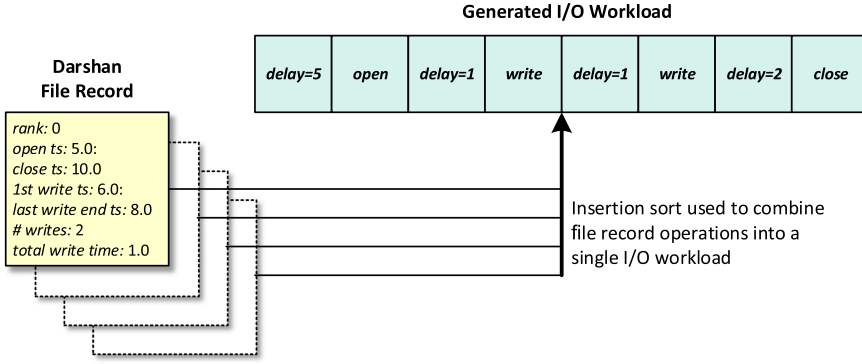 Generated I/O Workload
delay=5 open delay=1 write delay=1 write delay=2 close
Darshan
File Record
rank: 0
open ts: 5.0:
close ts: 10.0
1st write ts: 6.0:
last write end ts: 8.0
# writes: 2
total write time: 1.0
Insertion sort used to combine
file record operations into a
single I/O workload